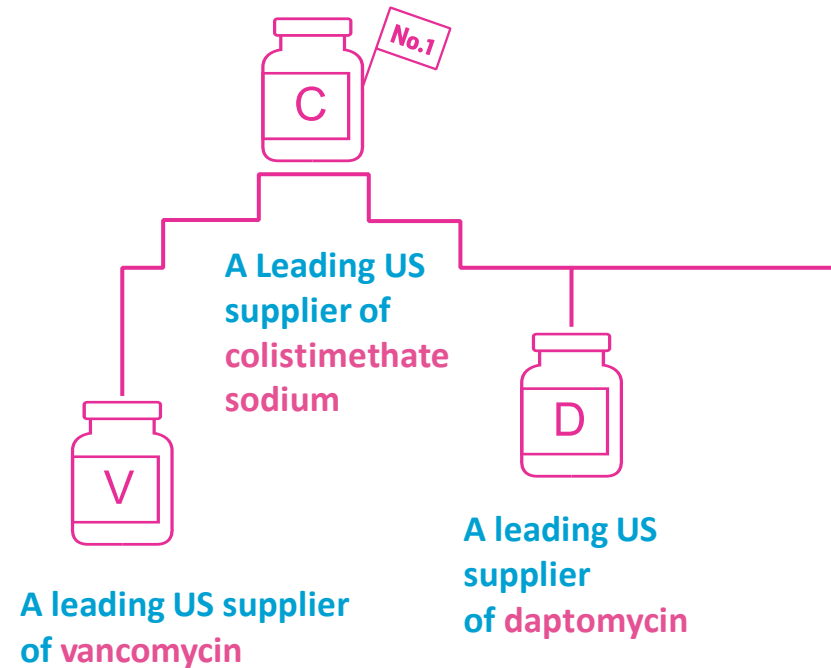 No.1
C
A Leading US
supplier of
colistimethate
sodium
D
V
A leading US
supplier
of daptomycin
A leading US supplier
of vancomycin